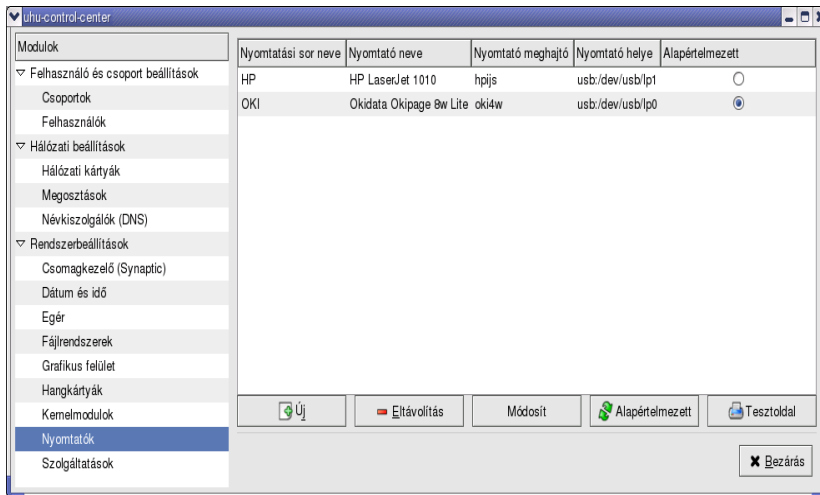 uhu-control-center
Modulok
Felhasználó és csoport beállítások
Csoportok
Felhasználók
Hálózati beállítások
Hálózati kártyák
Megosztások
Névkiszolgálók (DNS)
Rendszerbeállítások
Csomagkezelő (Synaptic)
Dátum és idő
Egér
Fájlrendszerek
Grafikus felület
Hangkártyák
Kernelmodulok
Nyomtatók
Szolgáltatások
Nyomtatási sor neve Nyomtató neve Nyomtató meghajtó Nyomtató helye Alapértelmezett
HP HP LaserJet 1010 hpijs usb:/dev/usb/lp1
OKI Okidata Okipage 8w Lite oki4w usb:/dev/usb/lp0
Új Eltávolítás Módosít Alapértelmezett Tesztoldal
Bezárás